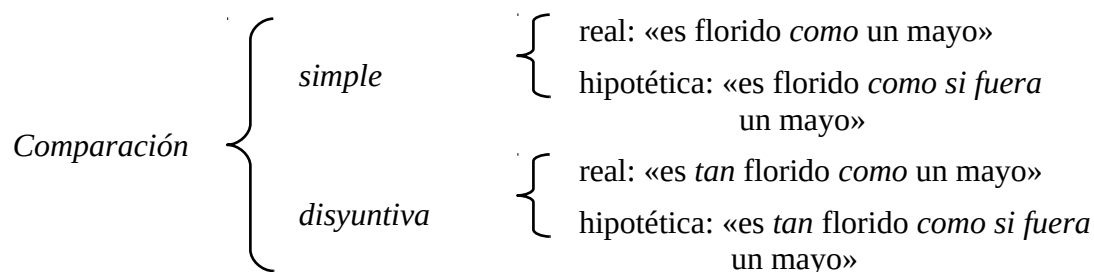 real: «es florido como un mayo»
simple
hipotética: «es florido como si fuera
un mayo»
Comparación
real: «es tan florido como un mayo»
disyuntiva
hipotética: «es tan florido como si fuera
un mayo»